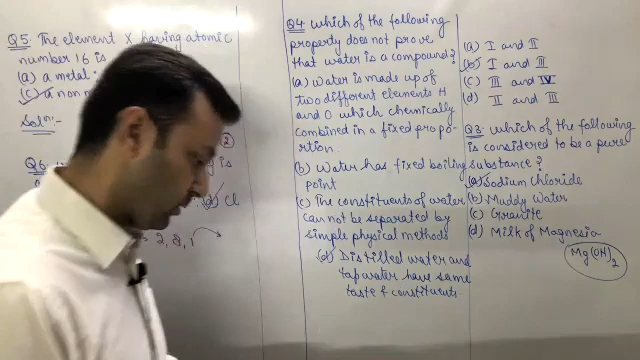 Q5: The element X having atomic
number 16 is
(a) a metal
(c) a non m
Soln:-
②
Q6:
is
(d) Cl
2, 8, 1
Q4: Which of the following
property does not prove
that water is a compound?
(a) Water is made up of
two different elements H
and O which chemically
combined in a fixed propo-
rtion.
(b) Water has fixed boiling
point
(c) The constituents of water
cannot be separated by
simple physical methods
(d) Distilled water and
tap water have same
taste & constituents
(a) I and II
(b) I and III
(c) III and IV
(d) II and III
Q3: Which of the following
is considered to be a pure
substance?
(a) Sodium chloride
(b) Muddy Water
(c) Granite
(d) Milk of Magnesia
Mg(OH)2